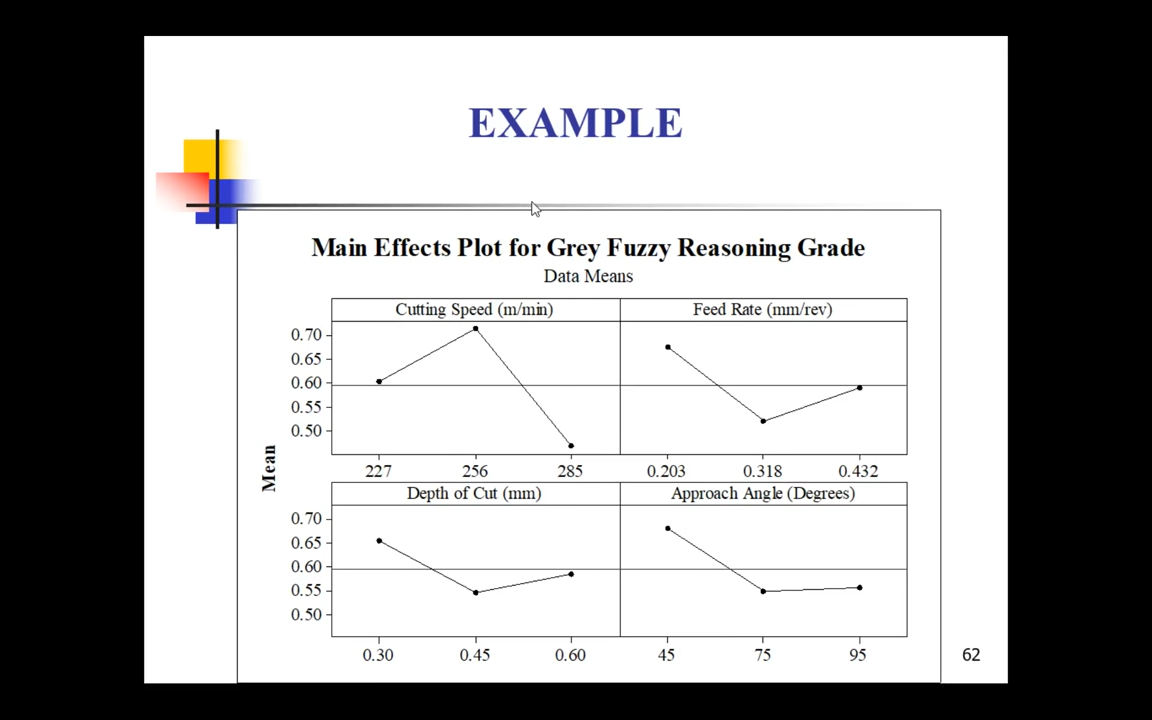 EXAMPLE
Main Effects Plot for Grey Fuzzy Reasoning Grade
Data Means
Cutting Speed (m/min)
Feed Rate (mm/rev)
0.70
0.65
0.60
0.55
0.50
227 256 285
0.203 0.318 0.432
Mean
Depth of Cut (mm)
Approach Angle (Degrees)
0.70
0.65
0.60
0.55
0.50
0.30 0.45 0.60
45 75 95
62